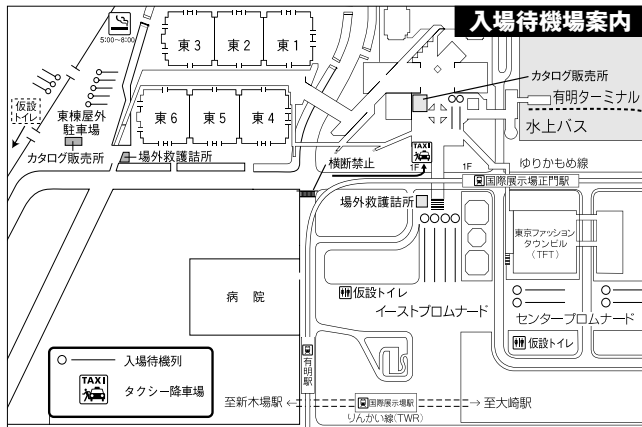 入場待機場案内
5:00~8:00
東3
東2
東1
東6
東5
東4
カタログ販売所
有明ターミナル
水上バス
仮設
トイレ
東棟屋外
駐車場
カタログ販売所
場外救護詰所
横断禁止
TAXI
1F
1F
ゆりかもめ線
国際展示場正門駅
場外救護詰所
東京ファッション
タウンビル
(TFT)
病院
仮設トイレ
イーストプロムナード
センタープロムナード
仮設トイレ
入場待機列
TAXI
タクシー降車場
有明駅
至新木場駅
国際展示場駅
至大崎駅
りんかい線(TWR)